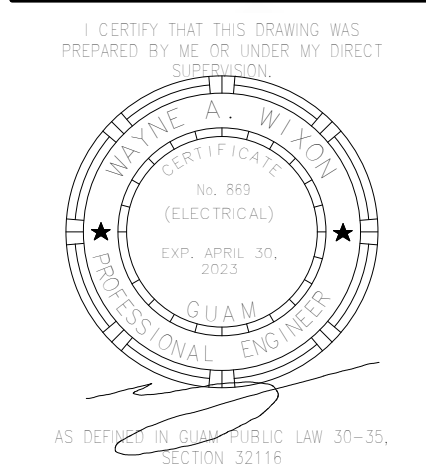 I CERTIFY THAT THIS DRAWING WAS
PREPARED BY ME OR UNDER MY DIRECT
SUPERVISION.
WAYNE A. WIXON
CERTIFICATE
No. 869
(ELECTRICAL)
EXP. APRIL 30,
2023
GUAM
PROFESSIONAL ENGINEER
AS DEFINED IN GUAM PUBLIC LAW 30-35,
SECTION 32116